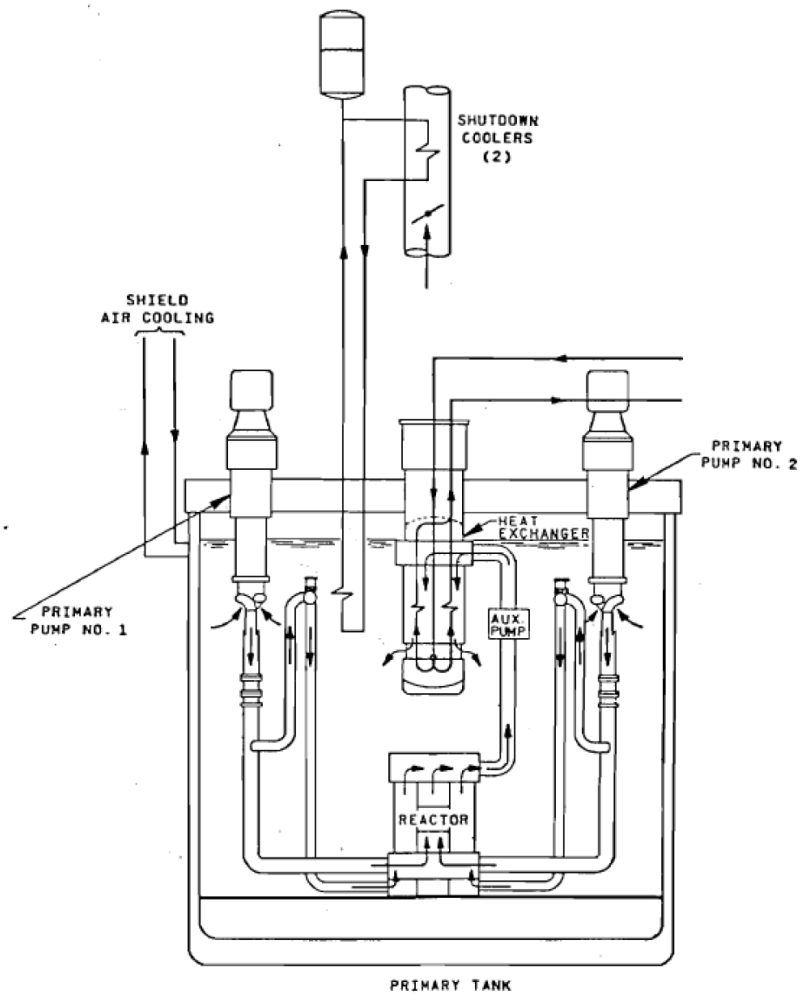 SHUTDOWN
COOLERS
(2)
SHIELD
AIR COOLING
PRIMARY
PUMP NO. 2
HEAT
EXCHANGER
PRIMARY
PUMP NO. 1
AUX.
PUMP
REACTOR
PRIMARY TANK